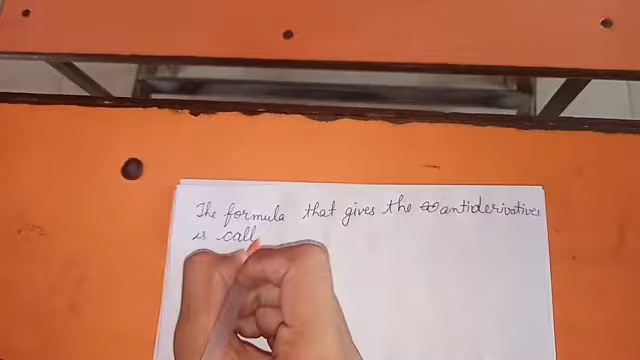 The formula that gives the antiderivatives
is call